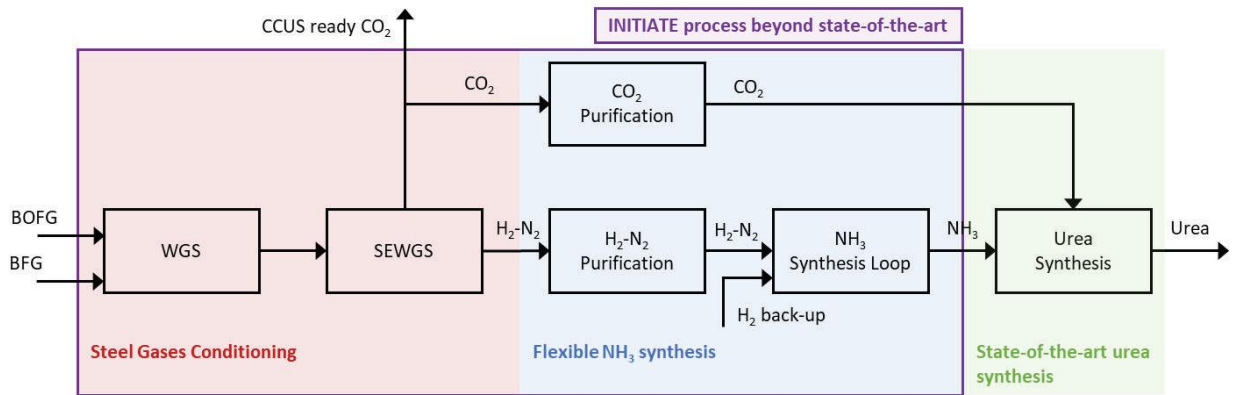 CCUS ready CO₂
INITIATE process beyond state-of-the-art
CO₂
CO₂
Purification
CO₂
BOFG
BFG
WGS
SEWGS
H₂-N₂
H₂-N₂
Purification
H₂-N₂
H₂ back-up
NH₃
Synthesis Loop
NH₃
Urea
Synthesis
Urea
Steel Gases Conditioning
Flexible NH₃ synthesis
State-of-the-art urea
synthesis